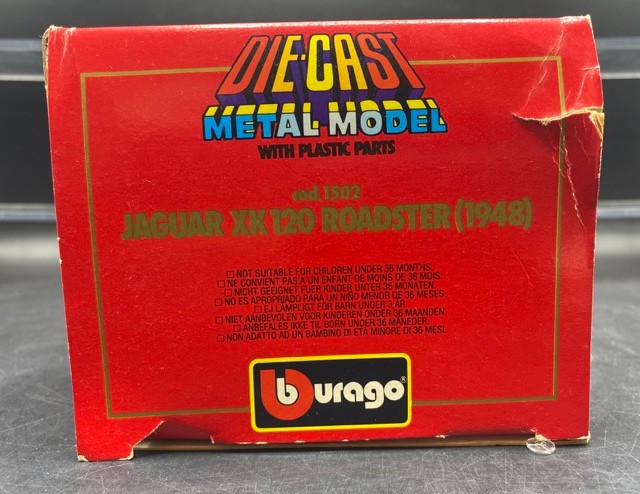 DIE-CAST
METAL MODEL
WITH PLASTIC PARTS
cod.1502
JAGUAR XK 120 ROADSTER (1948)
☐ NOT SUITABLE FOR CHILDREN UNDER 36 MONTHS.
☐ NE CONVIENT PAS A UN ENFANT DE MOINS DE 36 MOIS.
☐ NICHT GEEIGNET FUER KINDER UNTER 36 MONATEN.
☐ NO ES APROPRJADO PARA UN NIÑO MENOR DE 36 MESES.
☐ EJ LÄMPLIGT FÖR BARN UNDER 3 ÅR.
☐ NIET AANBEVOLEN VOOR KINDEREN ONDER 36 MAANDEN.
☐ ANBEFALES IKKE TIL BORN UNDER 36 MÅNEDER.
☐ NON ADATTO AD UN BAMBINO DI ETÀ MINORE DI 36 MESI.
burago®